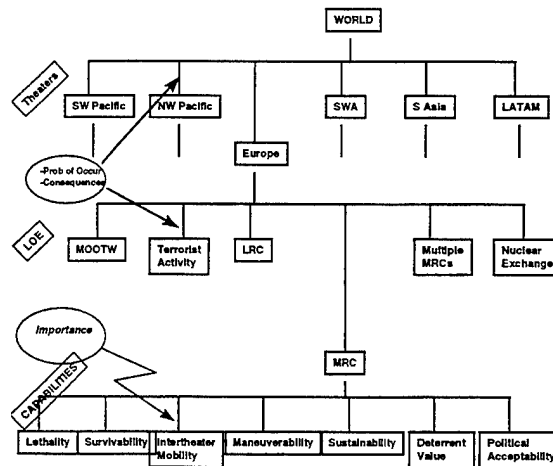 WORLD
Theaters
SW Pacific
NW Pacific
SWA
S Asia
LATAM
Europe
-Prob of Occur
-Consequences
LOE
MOOTW
Terrorist
Activity
LRC
Multiple
MRCs
Nuclear
Exchange
Importance
MRC
CAPABILITIES
Lethality
Survivability
Intertheater
Mobility
Maneuverability
Sustainability
Deterrent
Value
Political
Acceptability